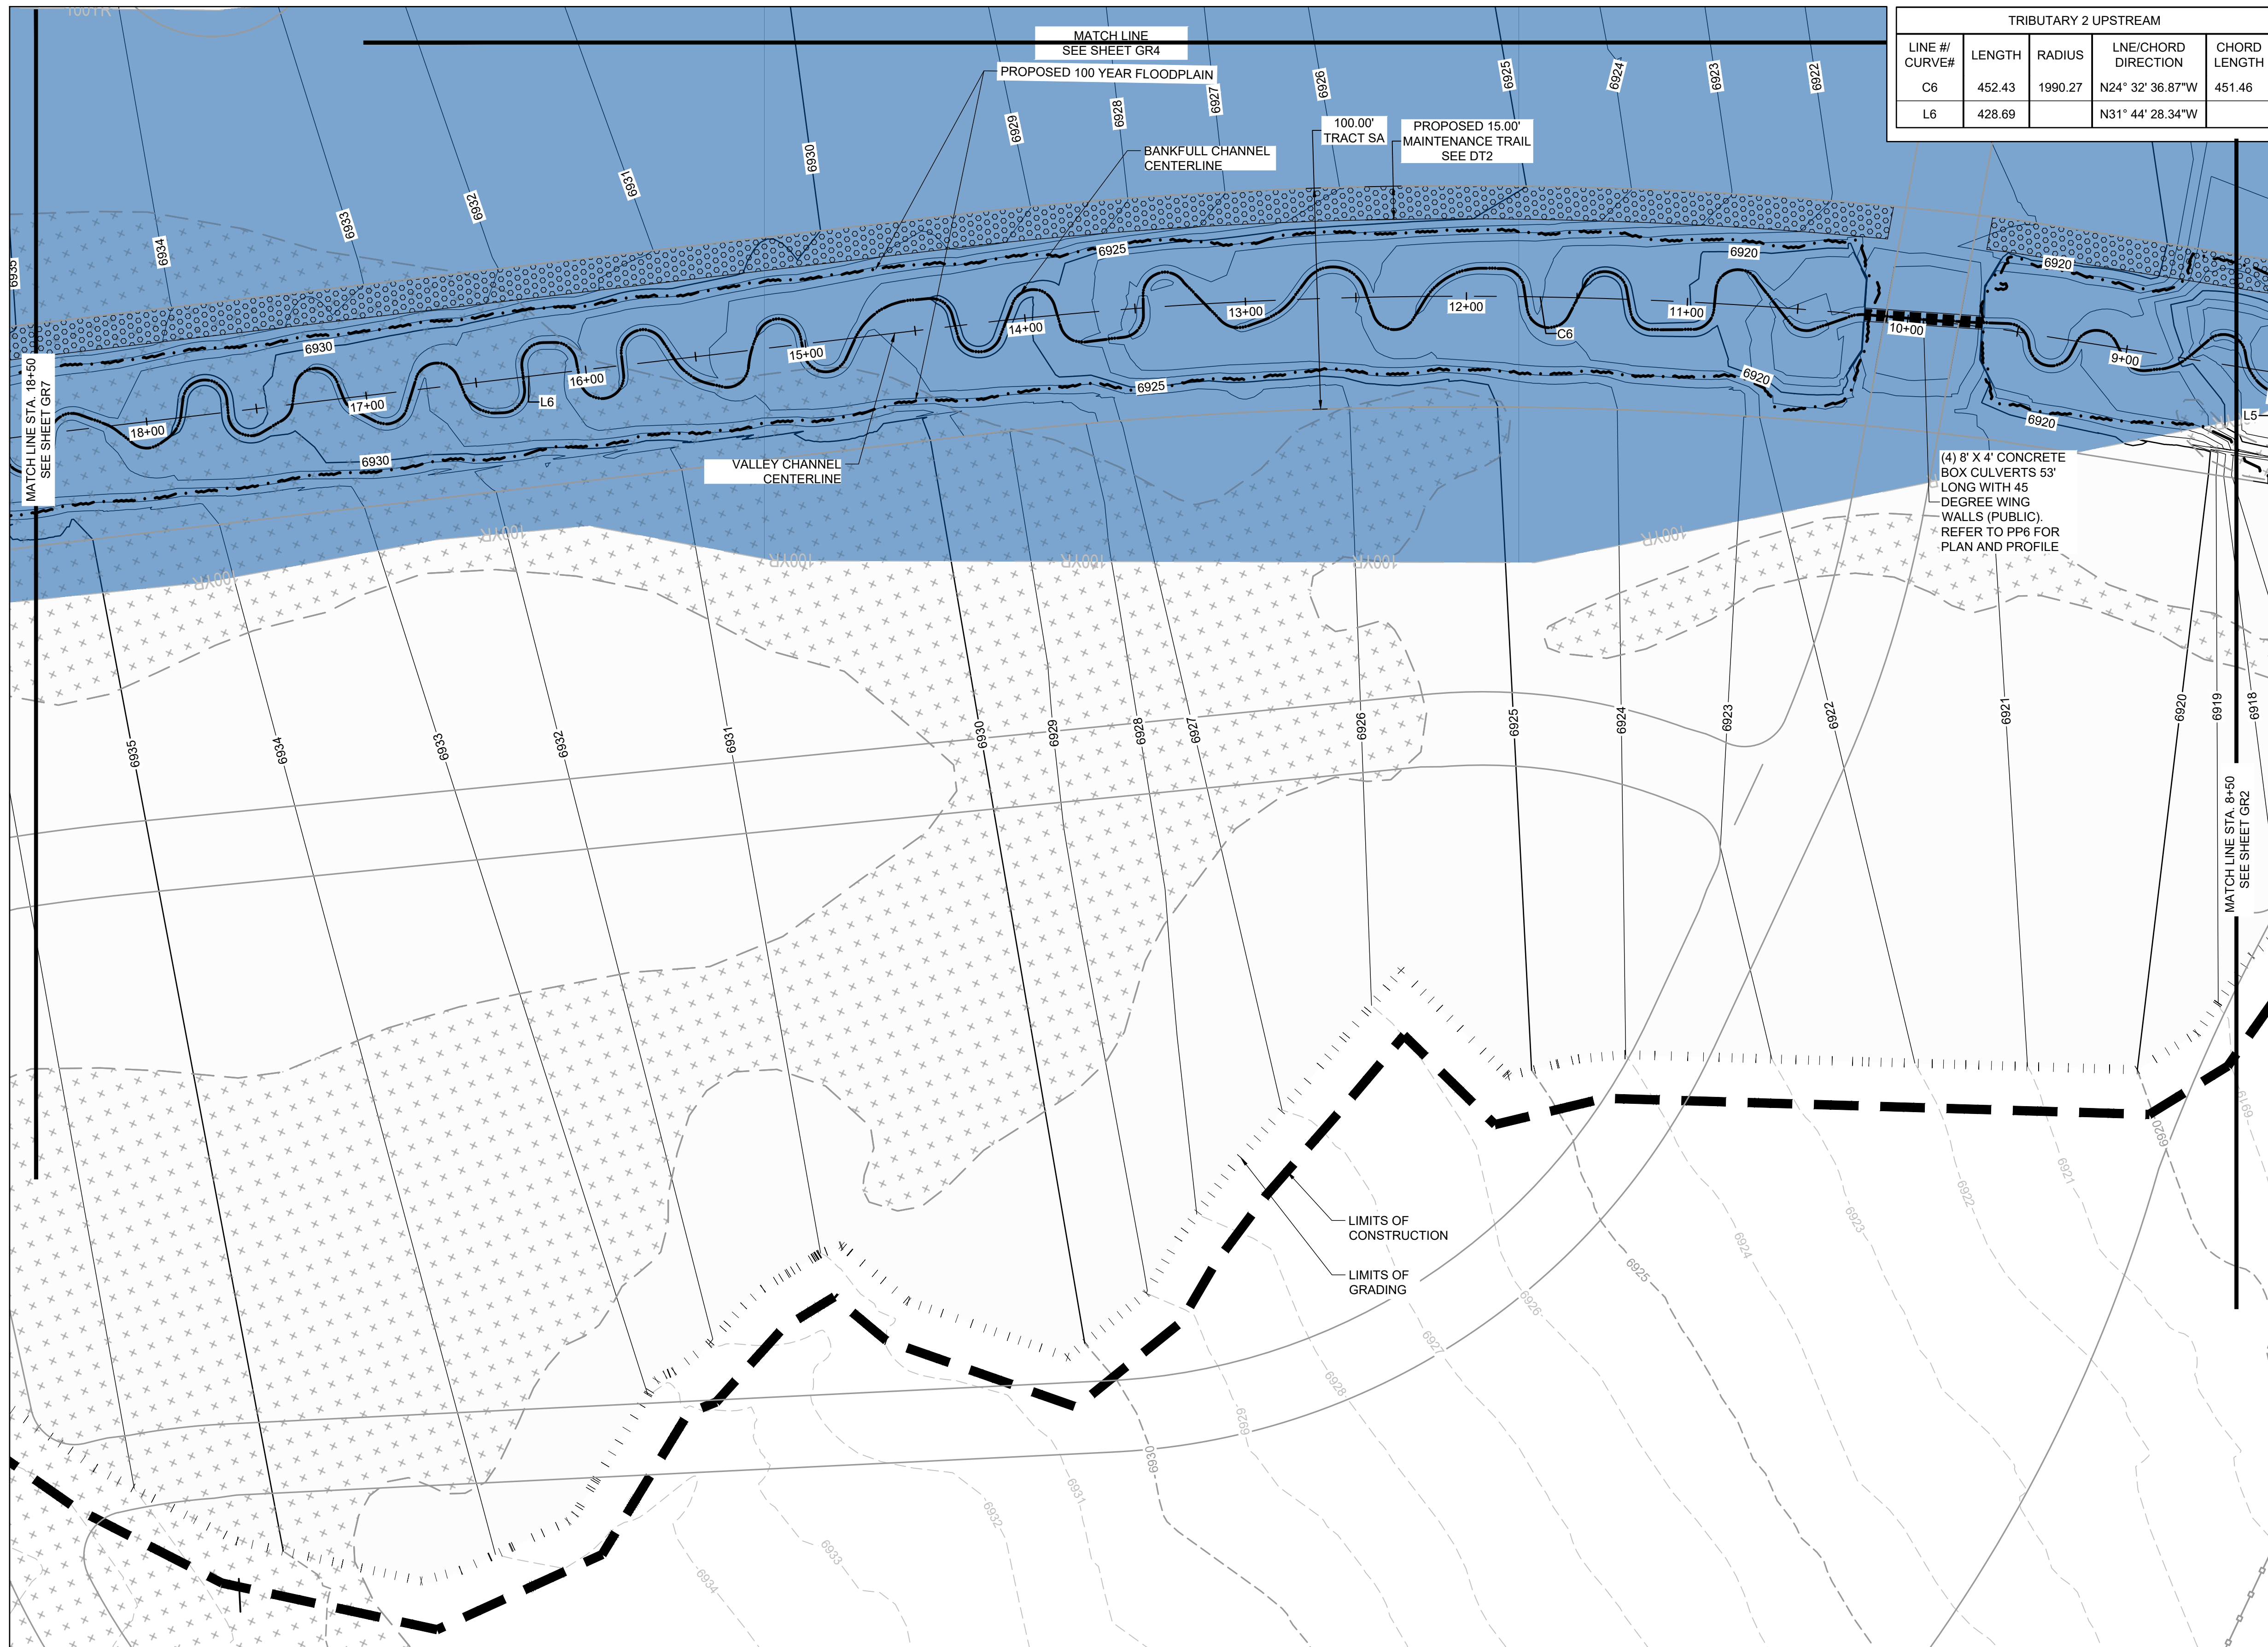 100YR
MATCH LINE
SEE SHEET GR4
PROPOSED 100 YEAR FLOODPLAIN
TRIBUTARY 2 UPSTREAM
LINE #/ CURVE# LENGTH RADIUS LNE/CHORD DIRECTION CHORD LENGTH
C6 452.43 1990.27 N24° 32' 36.87"W 451.46
L6 428.69 N31° 44' 28.34"W
6935
6934
6933
6932
6931
6930
6929
6928
6927
6926
6925
6924
6923
6922
BANKFULL CHANNEL
CENTERLINE
100.00'
TRACT SA
PROPOSED 15.00'
MAINTENANCE TRAIL
SEE DT2
6930
6925
6920
6920
18+00
17+00
16+00
15+00
14+00
13+00
12+00
11+00
10+00
9+00
L6
C6
L5
6930
6925
6920
6920
MATCH LINE STA. 18+50
SEE SHEET GR7
VALLEY CHANNEL
CENTERLINE
(4) 8' X 4' CONCRETE
BOX CULVERTS 53'
LONG WITH 45
DEGREE WING
WALLS (PUBLIC).
REFER TO PP6 FOR
PLAN AND PROFILE
100YR
100YR
100YR
100YR
100YR
100YR
6935
6934
6933
6932
6931
6930
6929
6928
6927
6926
6925
6924
6923
6922
6921
6920
6919
6918
MATCH LINE STA. 8+50
SEE SHEET GR2
LIMITS OF
CONSTRUCTION
LIMITS OF
GRADING
6934
6933
6932
6931
6930
6929
6928
6927
6926
6925
6924
6923
6922
6921
6920
6919